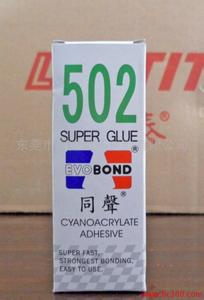 502
SUPER GLUE
EVOBOND®
同聲®
CYANOACRYLATE
ADHESIVE
SUPER FAST,
STRONGEST BONDING,
EASY TO USE.